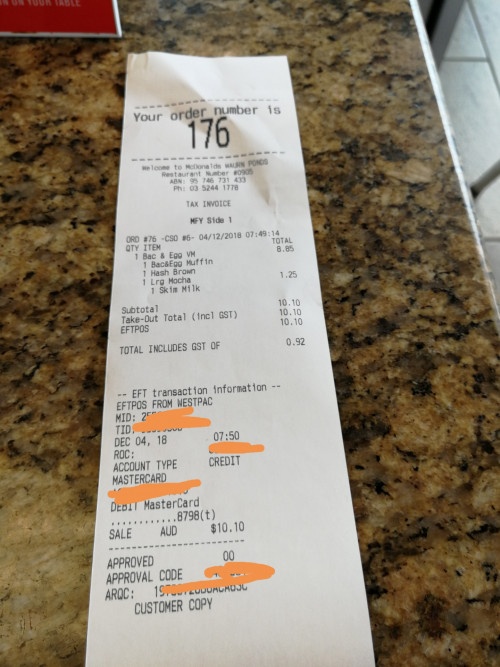 ON YOUR TABLE
Your order number is
176
Welcome to McDonalds WAURN PONDS
Restaurant Number #0905
ABN: 95 746 731 433
Ph: 03 5244 1778
TAX INVOICE
MFY Side 1
ORD #76 -CSO #6- 04/12/2018 07:49:14
QTY ITEM TOTAL
1 Bac & Egg VM 8.85
1 Bac&Egg Muffin
1 Hash Brown
1 Lrg Mocha 1.25
1 Skim Milk
Subtotal 10.10
Take-Out Total (incl GST) 10.10
EFTPOS 10.10
TOTAL INCLUDES GST OF 0.92
-- EFT transaction information --
EFTPOS FROM WESTPAC
MID:
TID:
DEC 04, 18 07:50
ROC:
ACCOUNT TYPE CREDIT
MASTERCARD
DEBIT MasterCard
............8798(t)
SALE AUD $10.10
APPROVED 00
APPROVAL CODE
ARQC:
CUSTOMER COPY